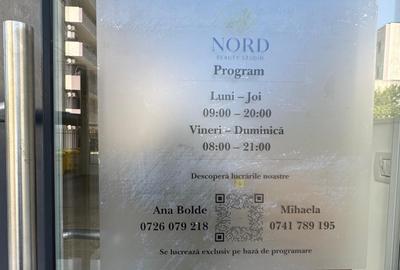 NORD
BEAUTY STUDIO
Program
Luni – Joi
09:00 – 20:00
Vineri – Duminică
08:00 – 21:00
Descoperă lucrările noastre
Ana Bolde
0726 079 218
Mihaela
0741 789 195
Se lucrează exclusiv pe bază de programare